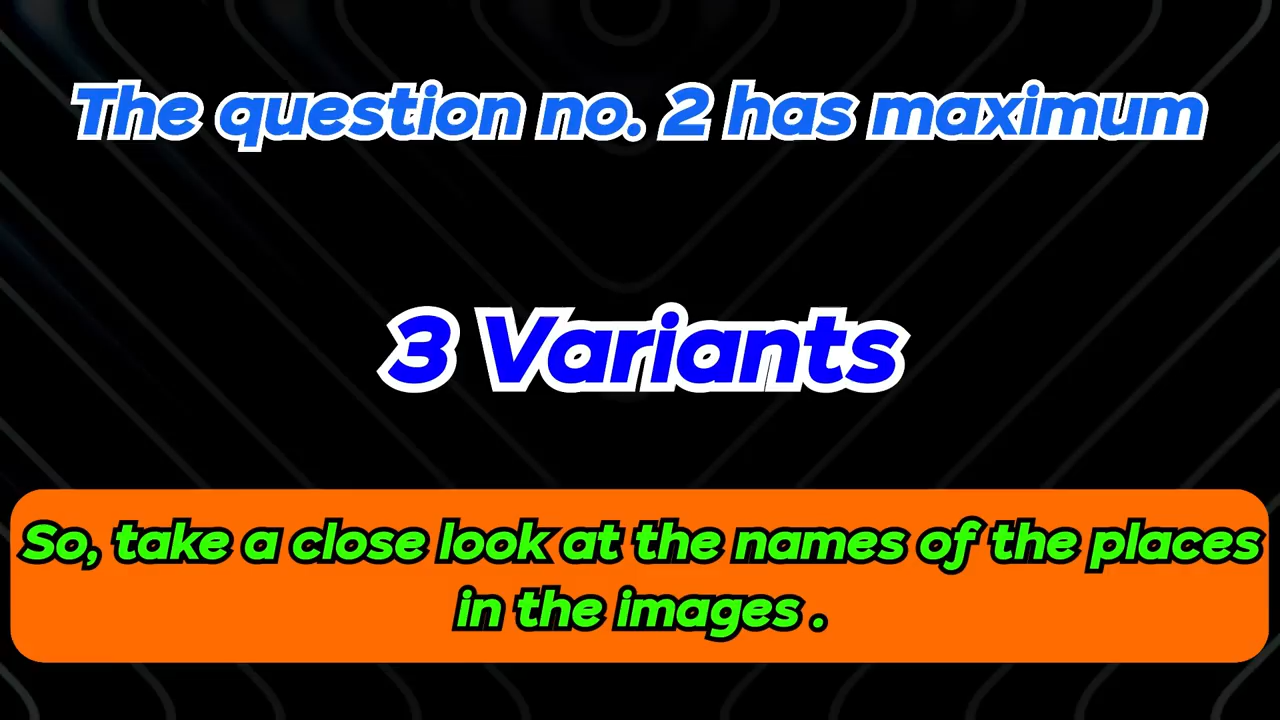 The question no. 2 has maximum
3 Variants
So, take a close look at the names of the places
in the images .